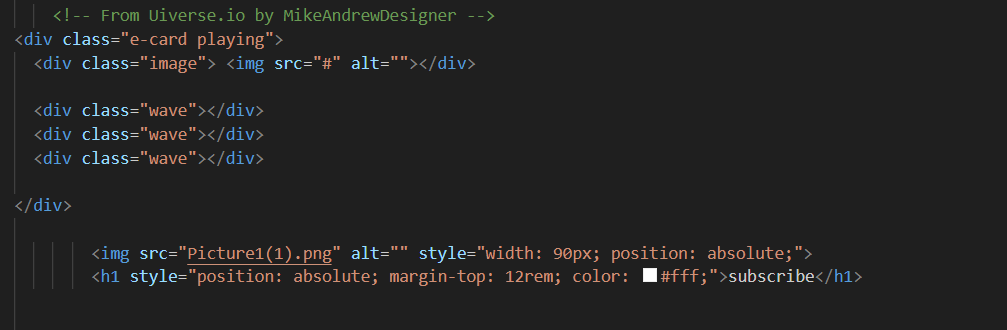 <!-- From Uiverse.io by MikeAndrewDesigner -->
<div class="e-card playing">
<div class="image"> <img src="#" alt=""></div>
<div class="wave"></div>
<div class="wave"></div>
<div class="wave"></div>
</div>
<img src="Picture1(1).png" alt="" style="width: 90px; position: absolute;">
<h1 style="position: absolute; margin-top: 12rem; color: #fff;">subscribe</h1>